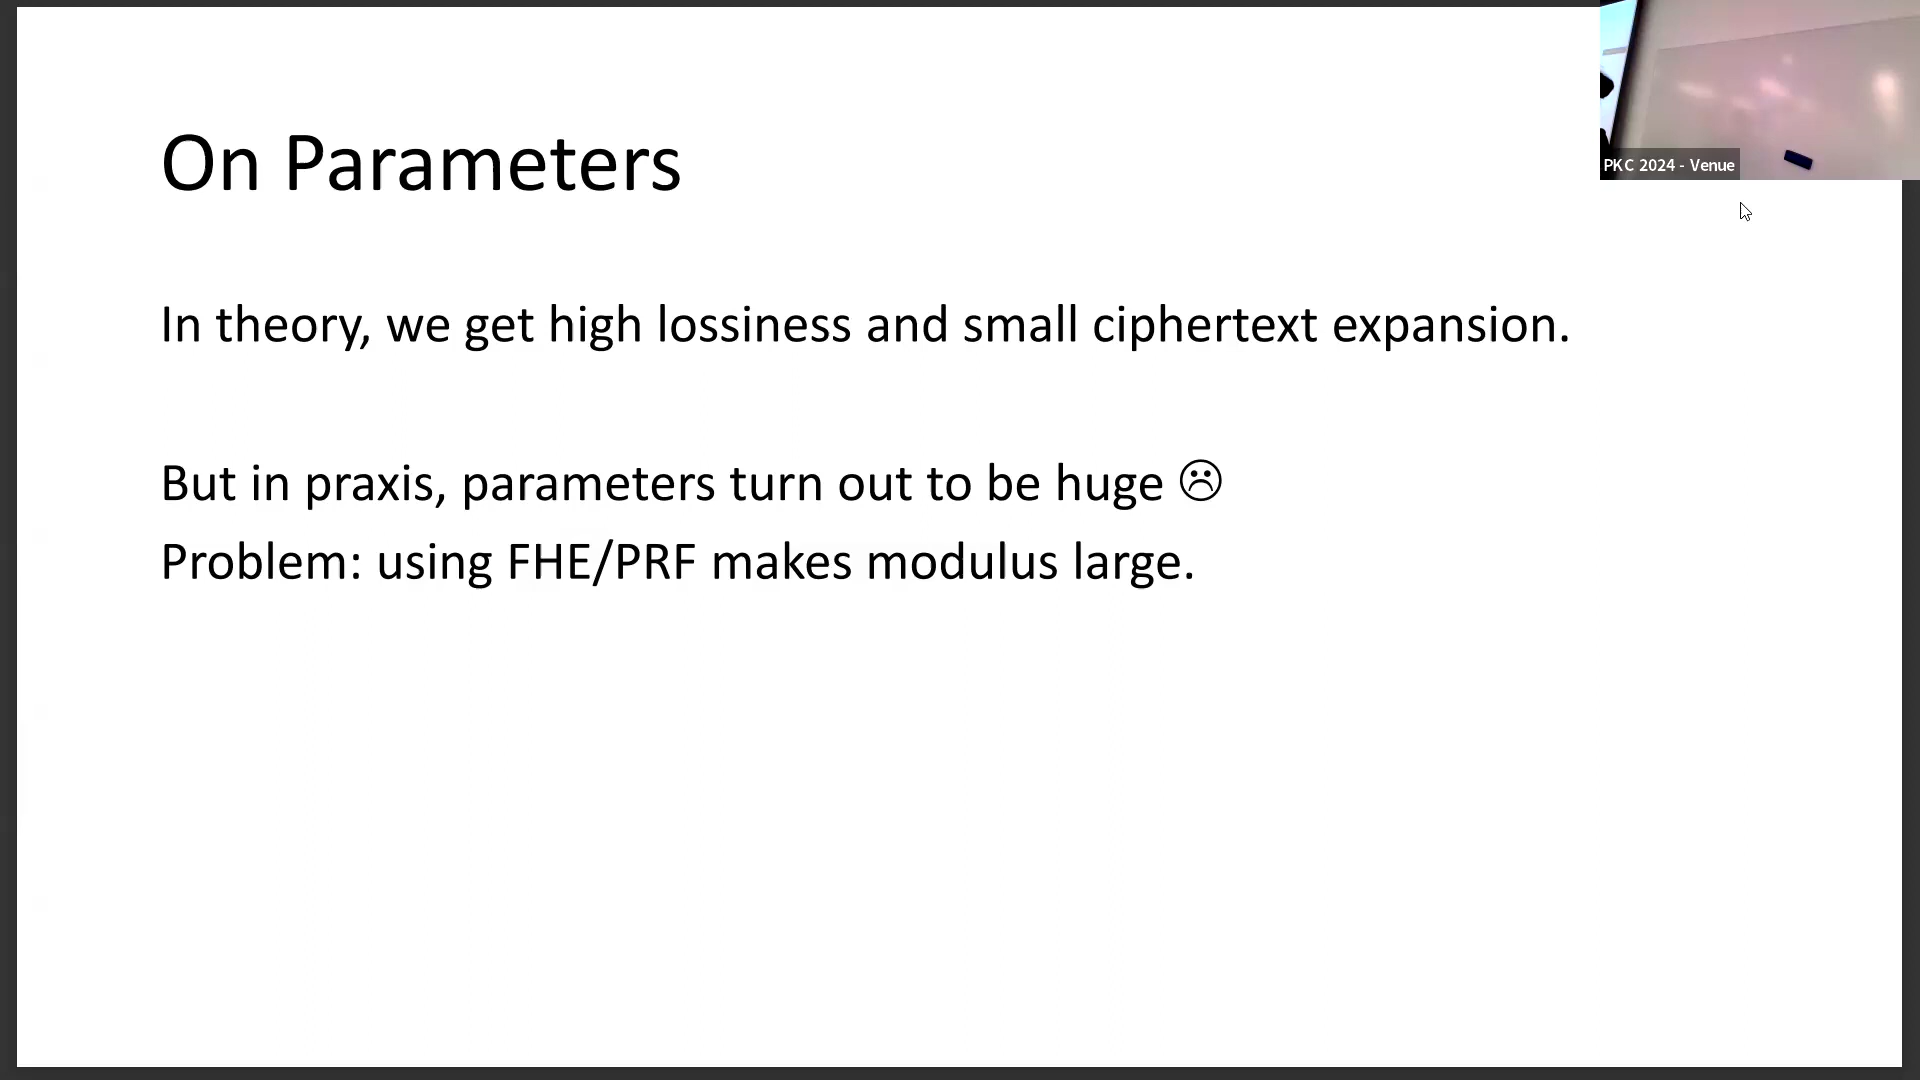 On Parameters
PKC 2024 - Venue
In theory, we get high lossiness and small ciphertext expansion.
But in praxis, parameters turn out to be huge ☹
Problem: using FHE/PRF makes modulus large.